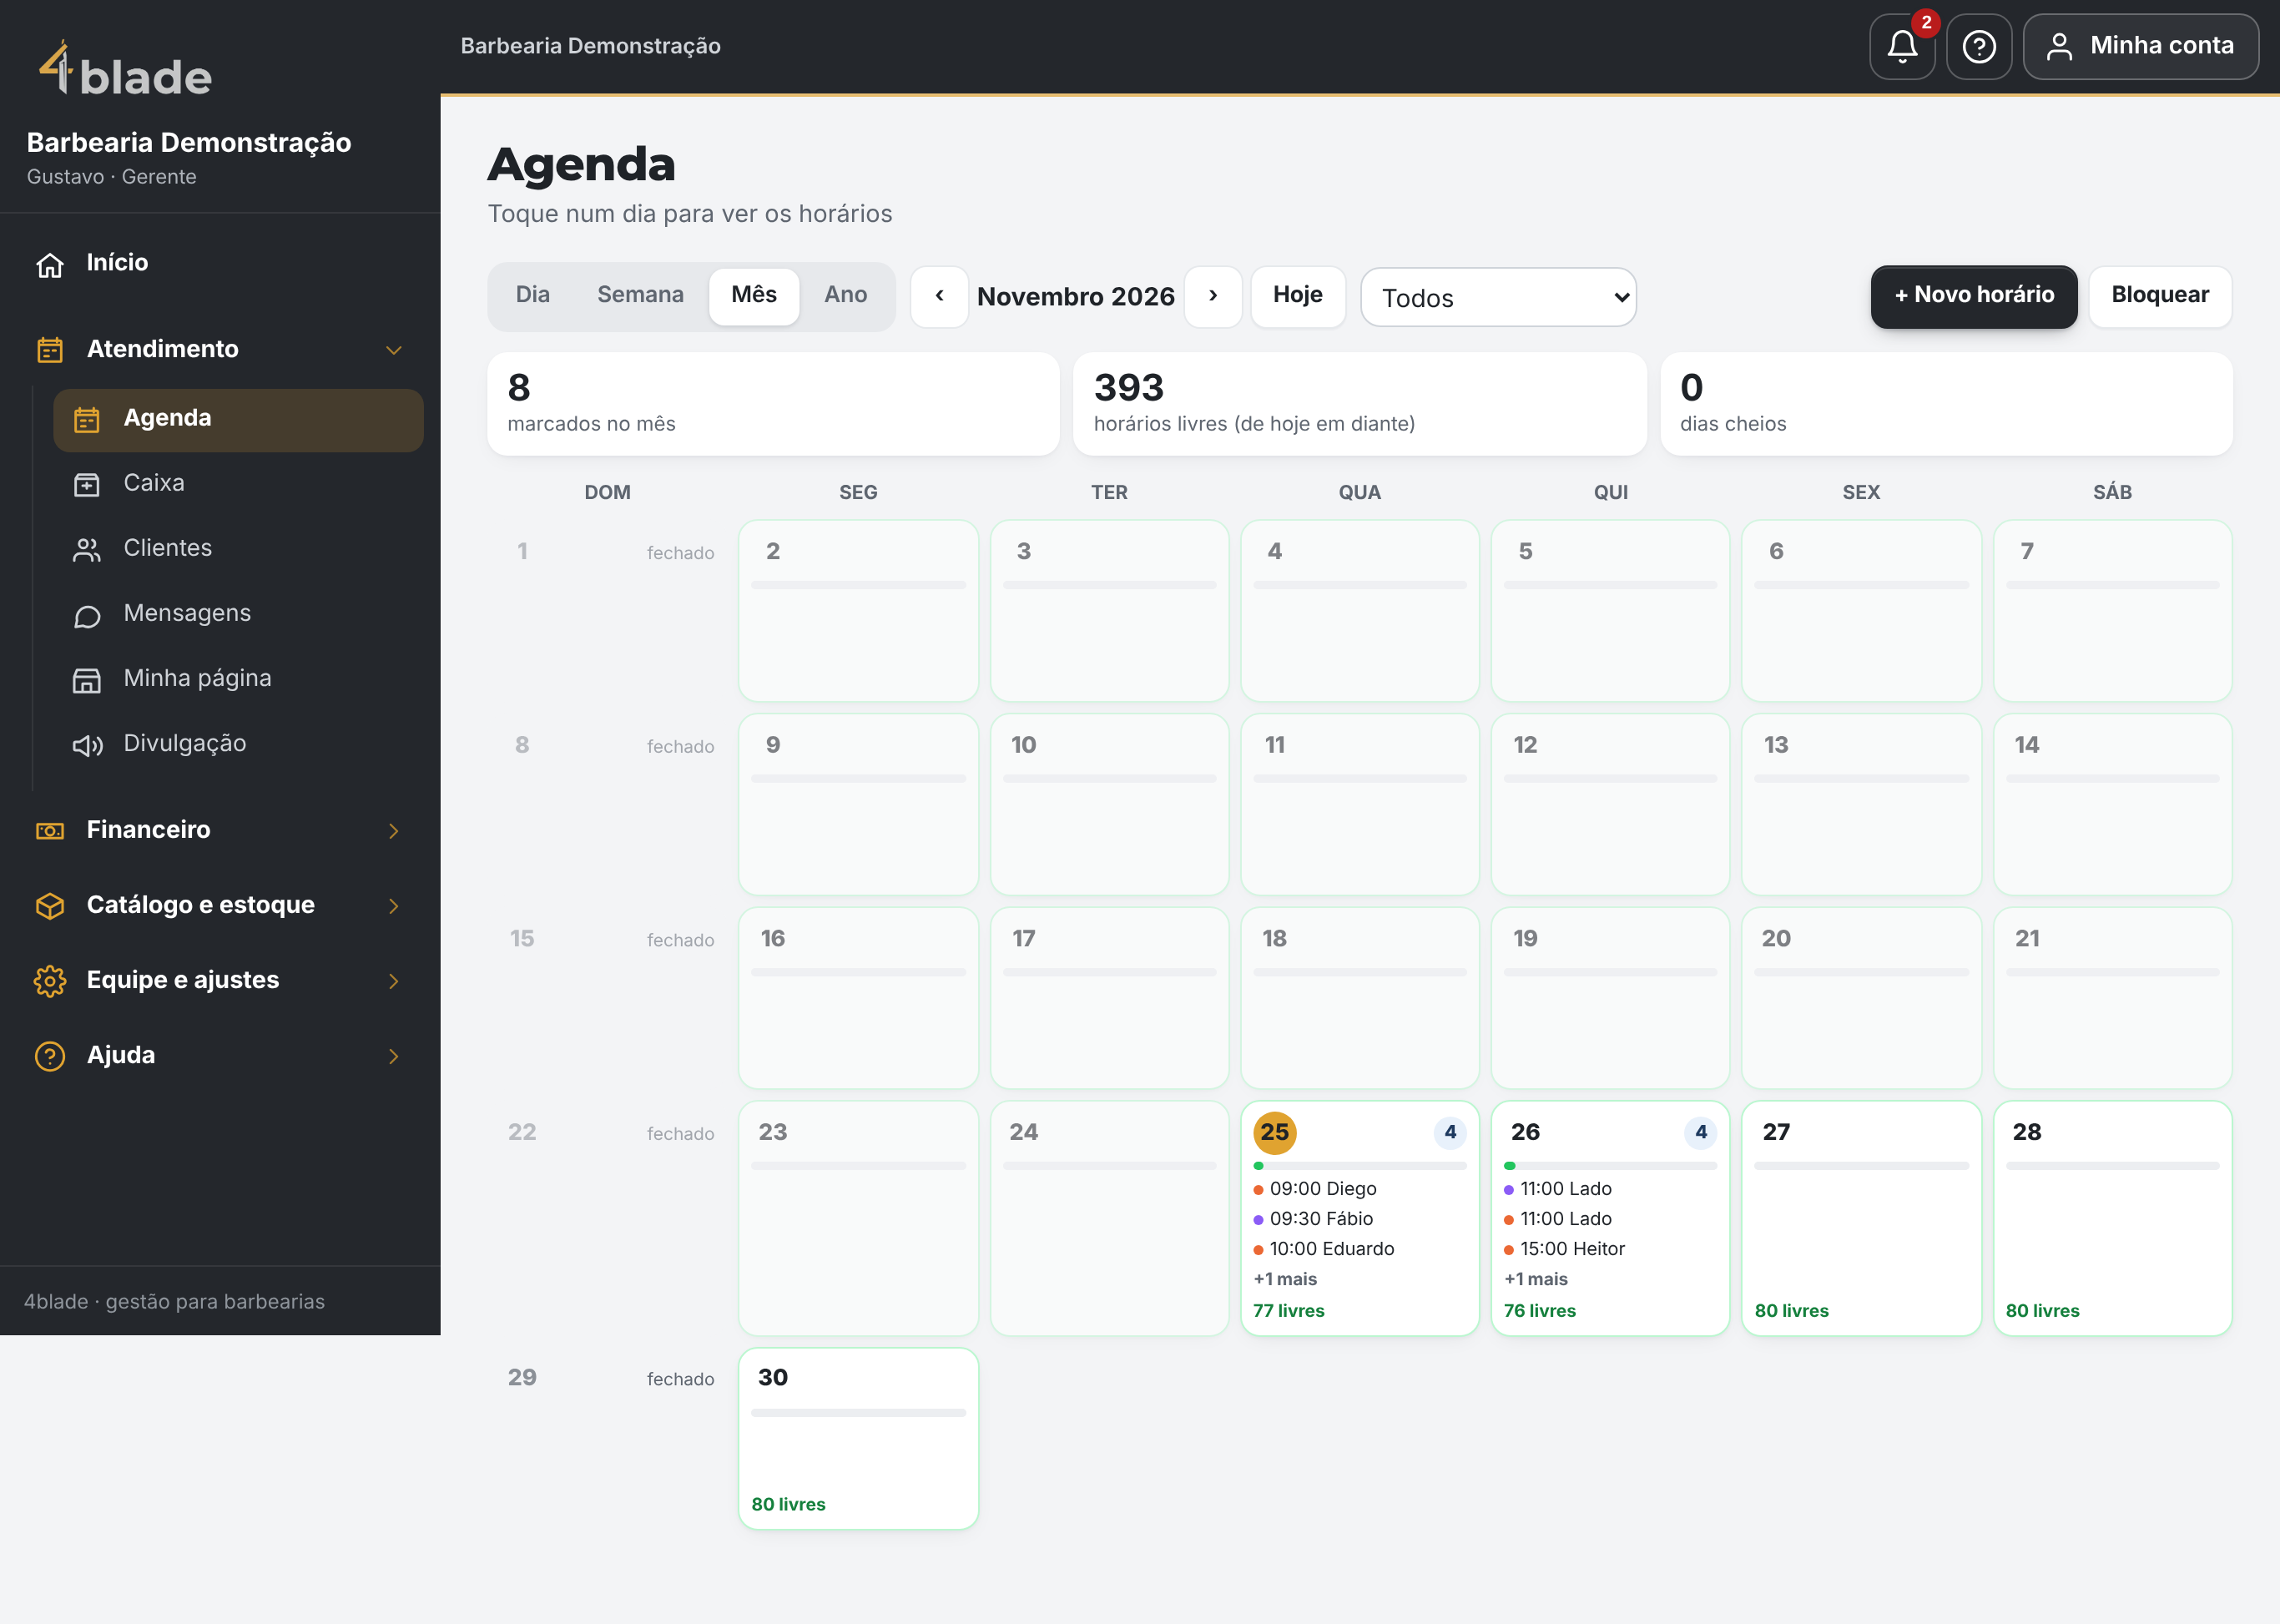 4blade
Barbearia Demonstração
Gustavo · Gerente
Início
Atendimento
Agenda
Caixa
Clientes
Mensagens
Minha página
Divulgação
Financeiro
Catálogo e estoque
Equipe e ajustes
Ajuda
4blade · gestão para barbearias
Barbearia Demonstração
2
Minha conta
Agenda
Toque num dia para ver os horários
Dia Semana Mês Ano ‹ Novembro 2026 › Hoje Todos + Novo horário Bloquear
8
marcados no mês
393
horários livres (de hoje em diante)
0
dias cheios
DOM SEG TER QUA QUI SEX SÁB
1 fechado 2 3 4 5 6 7
8 fechado 9 10 11 12 13 14
15 fechado 16 17 18 19 20 21
22 fechado 23 24 25 4 26 4 27 28
09:00 Diego 11:00 Lado
09:30 Fábio 11:00 Lado
10:00 Eduardo 15:00 Heitor
+1 mais +1 mais
77 livres 76 livres 80 livres 80 livres
29 fechado 30
80 livres